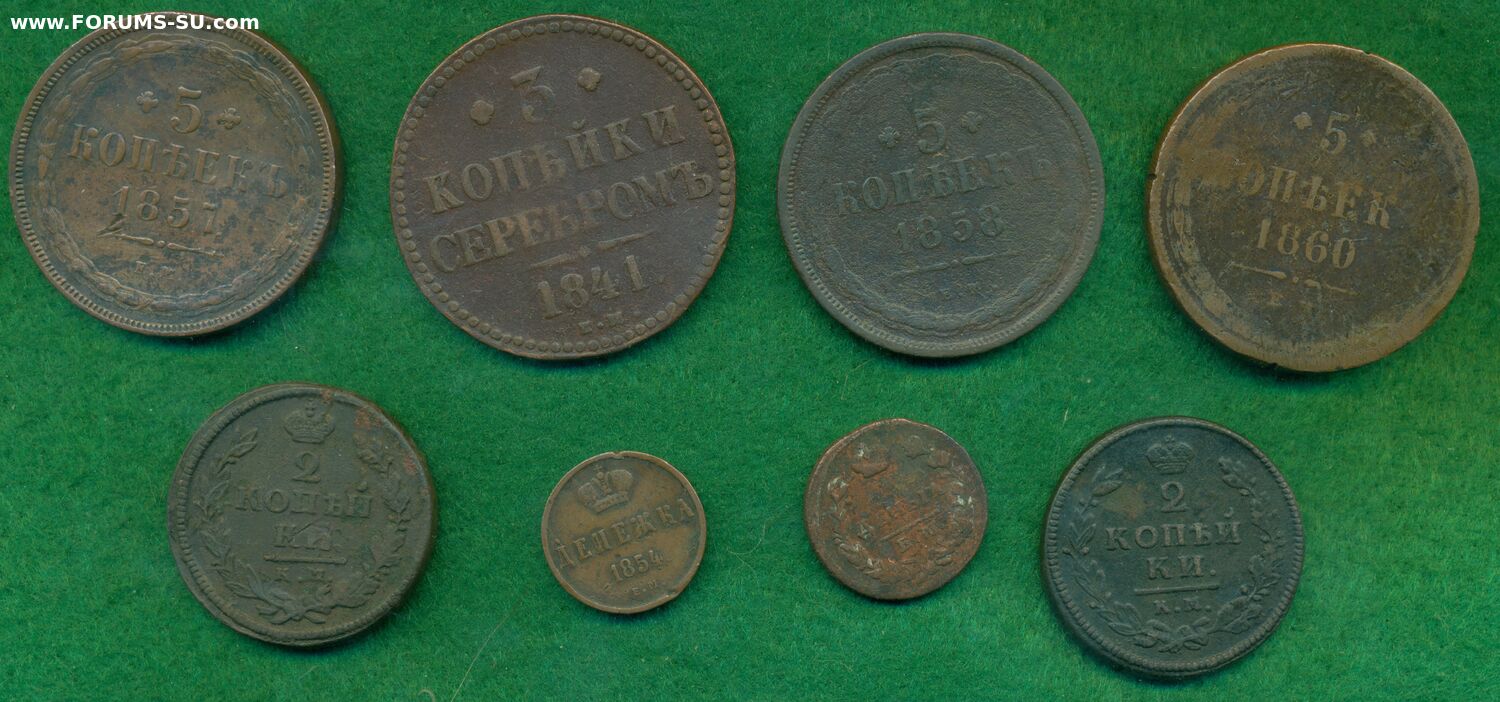 www.FORUMS-SU.com
5
КОПѢЕКЪ
1857.
3
КОПѢЙКИ
СЕРЕБРОМЪ
1841.
Е.М.
5
КОПѢЕКЪ
1858
5
КОПѢЕК
1860
2
КОПѢЙ
КИ
К.М.
ДЕНЕЖКА
1854
Е.М.
2
КОПѢЙ
КИ.
К.М.